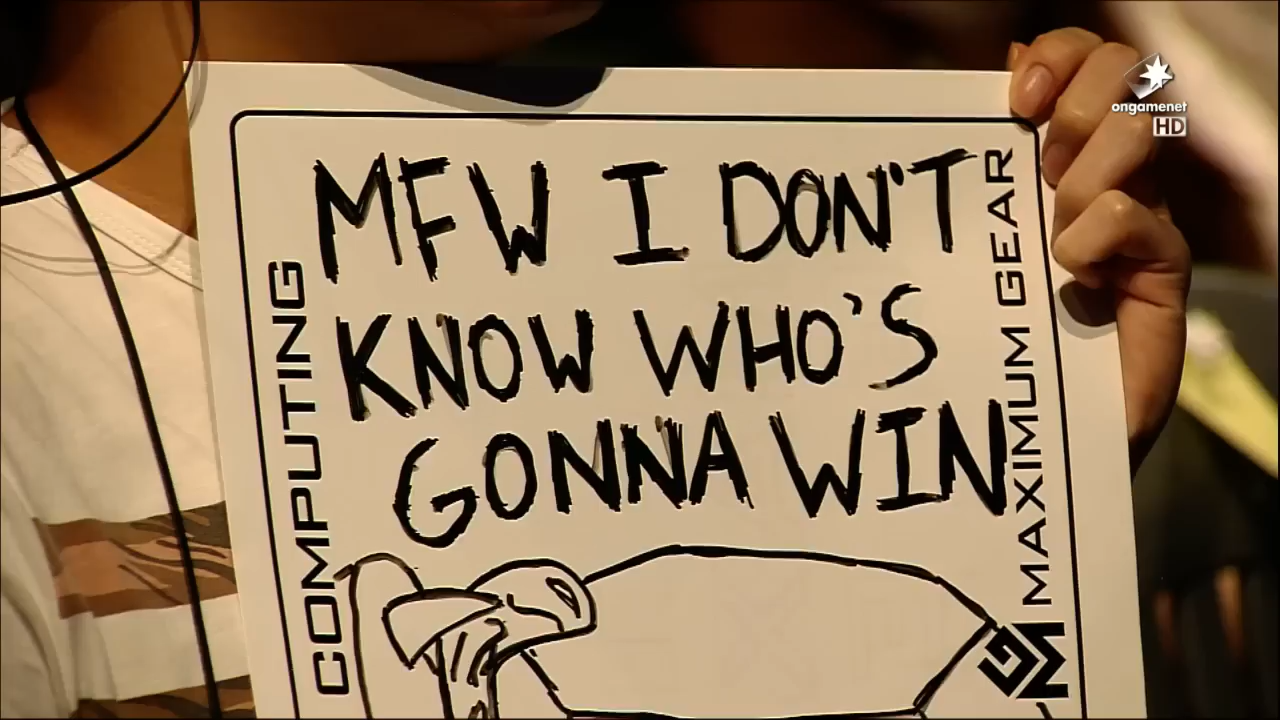 ongamenet
HD
MFW I DON'T
KNOW WHO'S
GONNA WIN
COMPUTING
MAXIMUM GEAR